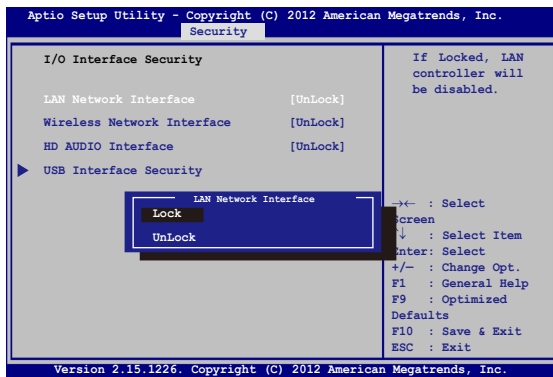 Aptio Setup Utility - Copyright (C) 2012 American Megatrends, Inc.
Security
I/O Interface Security
LAN Network Interface [UnLock]
Wireless Network Interface [UnLock]
HD AUDIO Interface [UnLock]
USB Interface Security
LAN Network Interface
Lock
UnLock
If Locked, LAN
controller will
be disabled.
→← : Select
Screen
↑↓ : Select Item
Enter: Select
+/— : Change Opt.
F1 : General Help
F9 : Optimized
Defaults
F10 : Save & Exit
ESC : Exit
Version 2.15.1226. Copyright (C) 2012 American Megatrends, Inc.